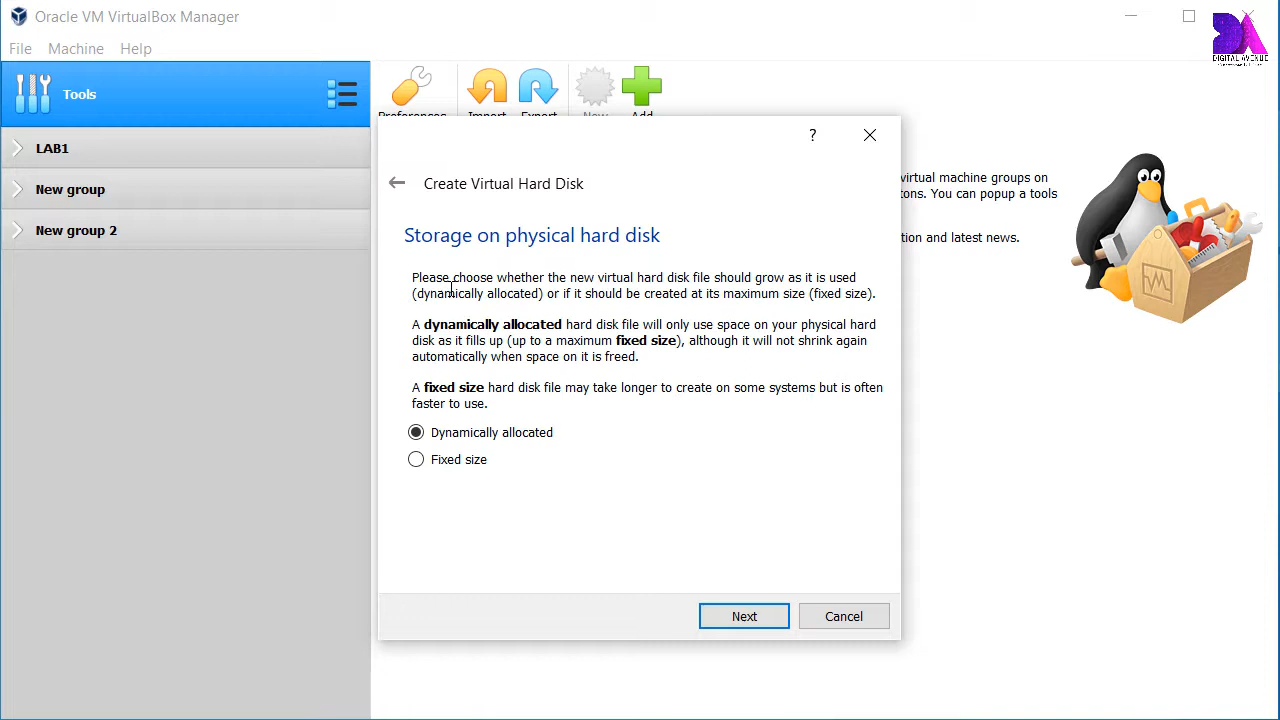 Oracle VM VirtualBox Manager
File Machine Help
DIGITAL AVENUE
Tools
Preferences Import Export New Add
LAB1
New group
New group 2
Create Virtual Hard Disk
virtual machine groups on
tons. You can popup a tools
tion and latest news.
Storage on physical hard disk
Please choose whether the new virtual hard disk file should grow as it is used
(dynamically allocated) or if it should be created at its maximum size (fixed size).
A dynamically allocated hard disk file will only use space on your physical hard
disk as it fills up (up to a maximum fixed size), although it will not shrink again
automatically when space on it is freed.
A fixed size hard disk file may take longer to create on some systems but is often
faster to use.
Dynamically allocated
Fixed size
Next Cancel